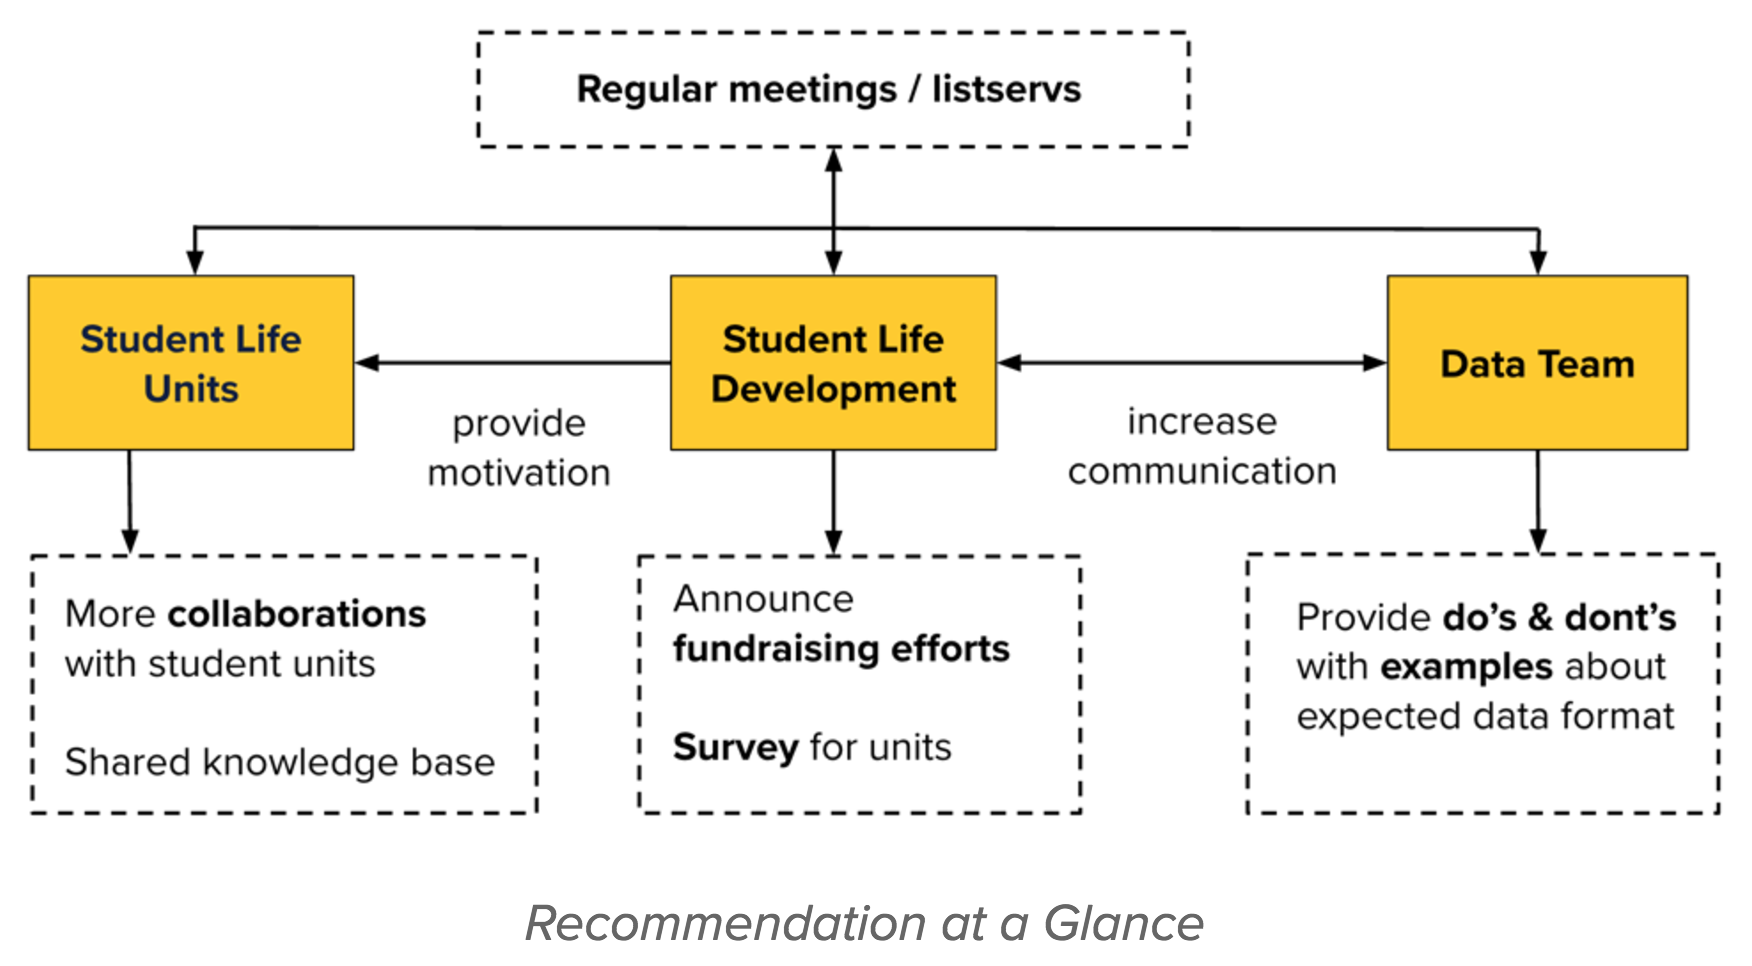 Regular meetings / listservs
Student Life
Units
Student Life
Development
Data Team
provide
motivation
increase
communication
More collaborations
with student units
Shared knowledge base
Announce
fundraising efforts
Survey for units
Provide do’s & dont’s
with examples about
expected data format
Recommendation at a Glance